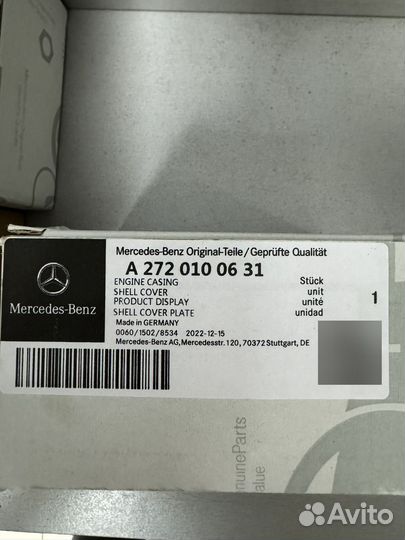 Mercedes-Benz Original-Teile/Geprüfte Qualität
A 272 010 06 31
ENGINE CASING Stück
SHELL COVER unit
PRODUCT DISPLAY unité 1
SHELL COVER PLATE unidad
Made in GERMANY
0060/1502/8534 2022-12-15
Mercedes-Benz AG, Mercedesstr. 120, 70372 Stuttgart, DE
Mercedes-Benz
nuineParts
alue
Avito